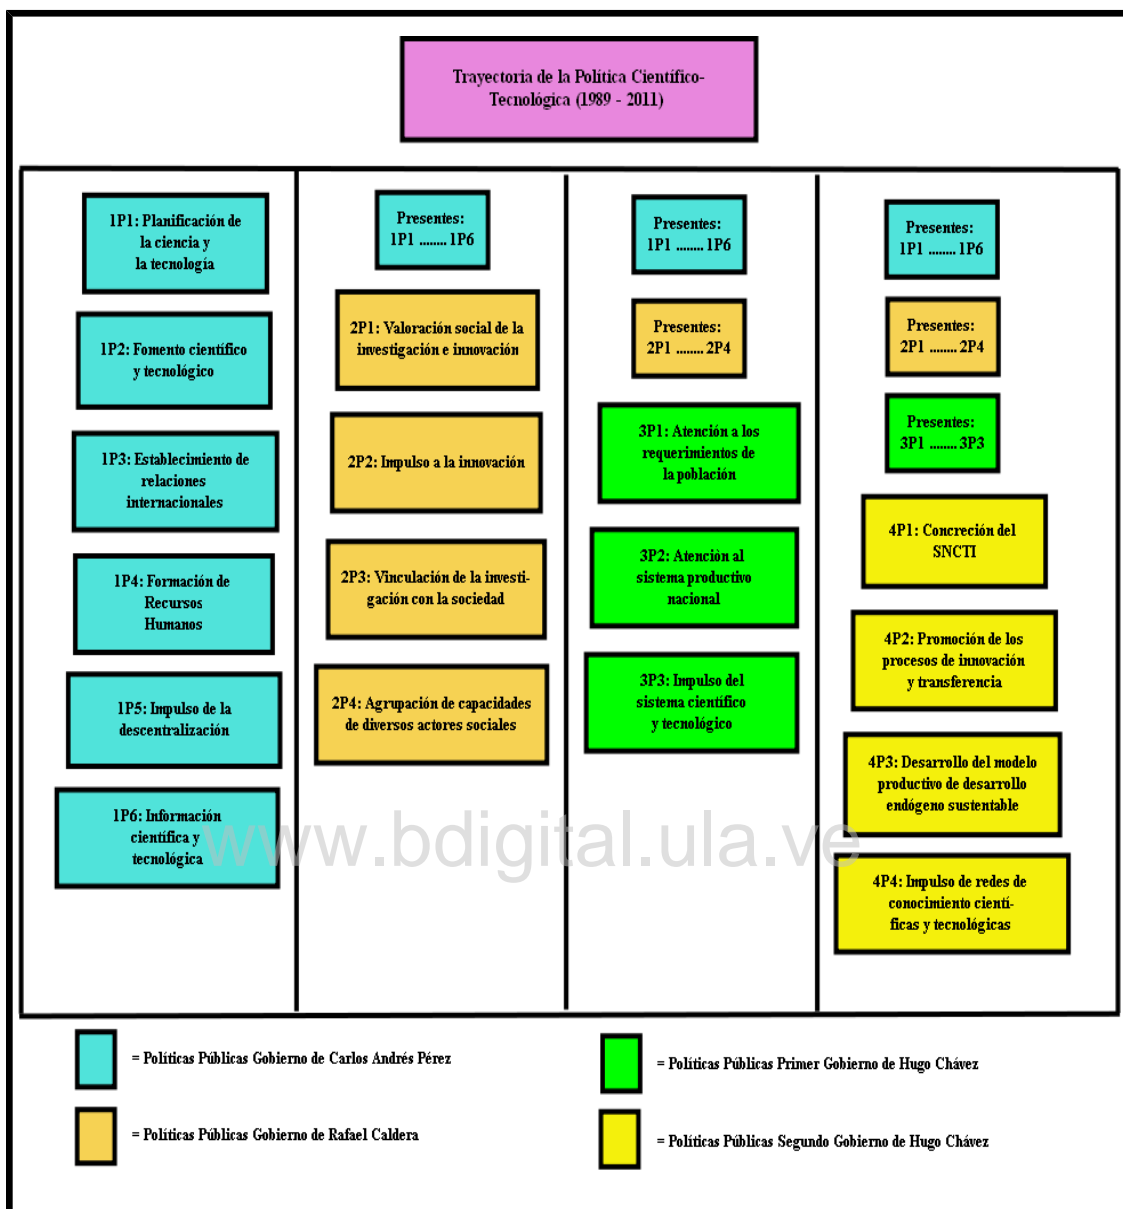 Trayectoria de la Política Científico-
Tecnológica (1989 - 2011)
1P1: Planificación de
la ciencia y
la tecnología
1P2: Fomento científico
y tecnológico
1P3: Establecimiento de
relaciones
internacionales
1P4: Formación de
Recursos
Humanos
1P5: Impulso de la
descentralización
1P6: Información
científica y
tecnológica
Presentes:
1P1 ........ 1P6
2P1: Valoración social de la
investigación e innovación
2P2: Impulso a la innovación
2P3: Vinculación de la investi-
gación con la sociedad
2P4: Agrupación de capacidades
de diversos actores sociales
Presentes:
1P1 ........ 1P6
Presentes:
2P1 ........ 2P4
3P1: Atención a los
requerimientos de
la población
3P2: Atención al
sistema productivo
nacional
3P3: Impulso del
sistema científico
y tecnológico
Presentes:
1P1 ........ 1P6
Presentes:
2P1 ........ 2P4
Presentes:
3P1 ........ 3P3
4P1: Concreción del
SNCTI
4P2: Promoción de los
procesos de innovación
y transferencia
4P3: Desarrollo del modelo
productivo de desarrollo
endógeno sustentable
4P4: Impulso de redes de
conocimiento cientí-
ficas y tecnológicas
www.bdigital.ula.ve
= Políticas Públicas Gobierno de Carlos Andrés Pérez
= Políticas Públicas Gobierno de Rafael Caldera
= Políticas Públicas Primer Gobierno de Hugo Chávez
= Políticas Públicas Segundo Gobierno de Hugo Chávez